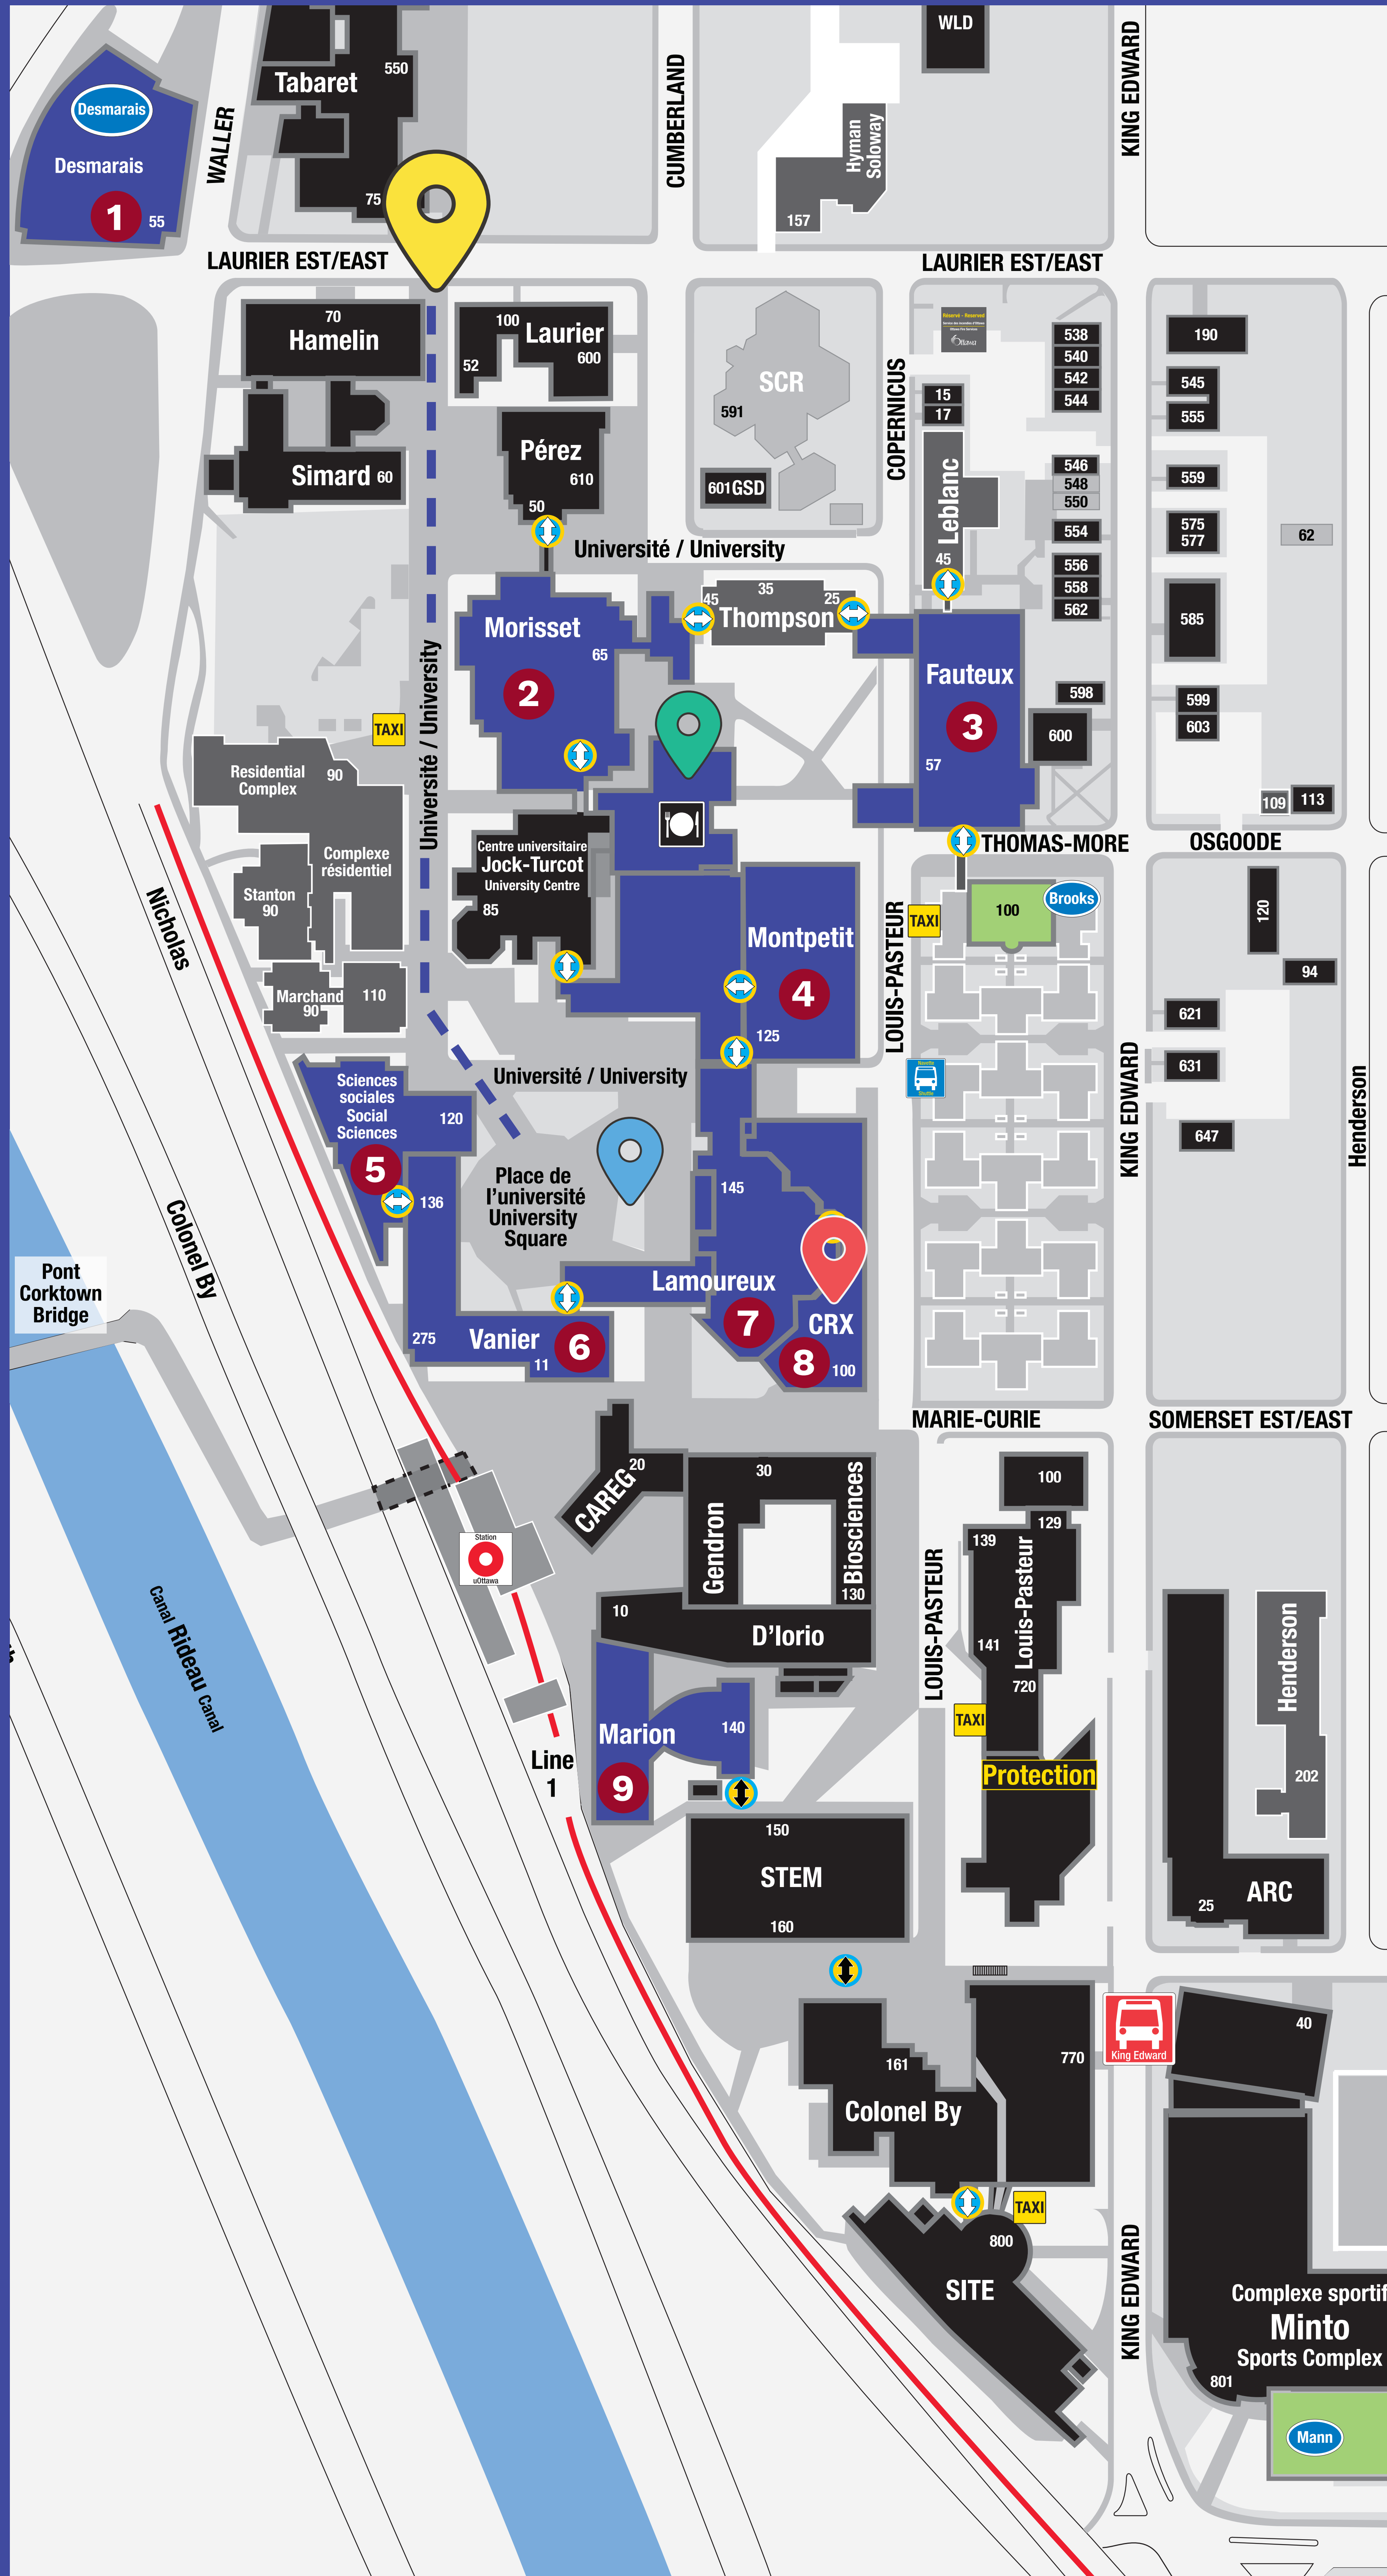 WLD
KING EDWARD
Tabaret
550
CUMBERLAND
Desmarais
WALLER
Hyman
Soloway
Desmarais
1
55
75
157
LAURIER EST/EAST
LAURIER EST/EAST
70
Hamelin
100
Laurier
600
52
SCR
591
COPERNICUS
Réservé - Reserved
Ottawa
15
17
538
540
542
544
190
545
555
Simard 60
Pérez
610
50
601 GSD
Leblanc
45
546
548
550
554
556
558
562
559
575
577
62
585
Université / University
45
35
25
Thompson
Morisset
65
2
Université / University
TAXI
Fauteux
3
57
598
600
599
603
109
113
Residential
Complex
90
Complexe
résidentiel
Stanton
90
Marchand
90
110
Nicholas
Centre universitaire
Jock-Turcot
University Centre
85
THOMAS-MORE
OSGOODE
LOUIS-PASTEUR
TAXI
100
Brooks
120
94
Montpetit
4
125
621
631
647
KING EDWARD
Henderson
Sports
Shuttle
Université / University
Sciences
sociales
Social
Sciences
120
5
136
Place de
l'université
University
Square
145
Colonel By
Pont
Corktown
Bridge
Lamoureux
7
CRX
8
100
275
Vanier
6
11
MARIE-CURIE
SOMERSET EST/EAST
CAREG
20
30
Gendron
Biosciences
130
100
129
139
Louis-Pasteur
141
720
LOUIS-PASTEUR
Station
uOttawa
10
D'Iorio
Canal Rideau Canal
Henderson
202
Marion
140
9
Line
1
TAXI
Protection
150
STEM
160
25
ARC
40
King Edward
161
Colonel By
770
TAXI
800
SITE
KING EDWARD
Complexe sportif
Minto
Sports Complex
801
Mann